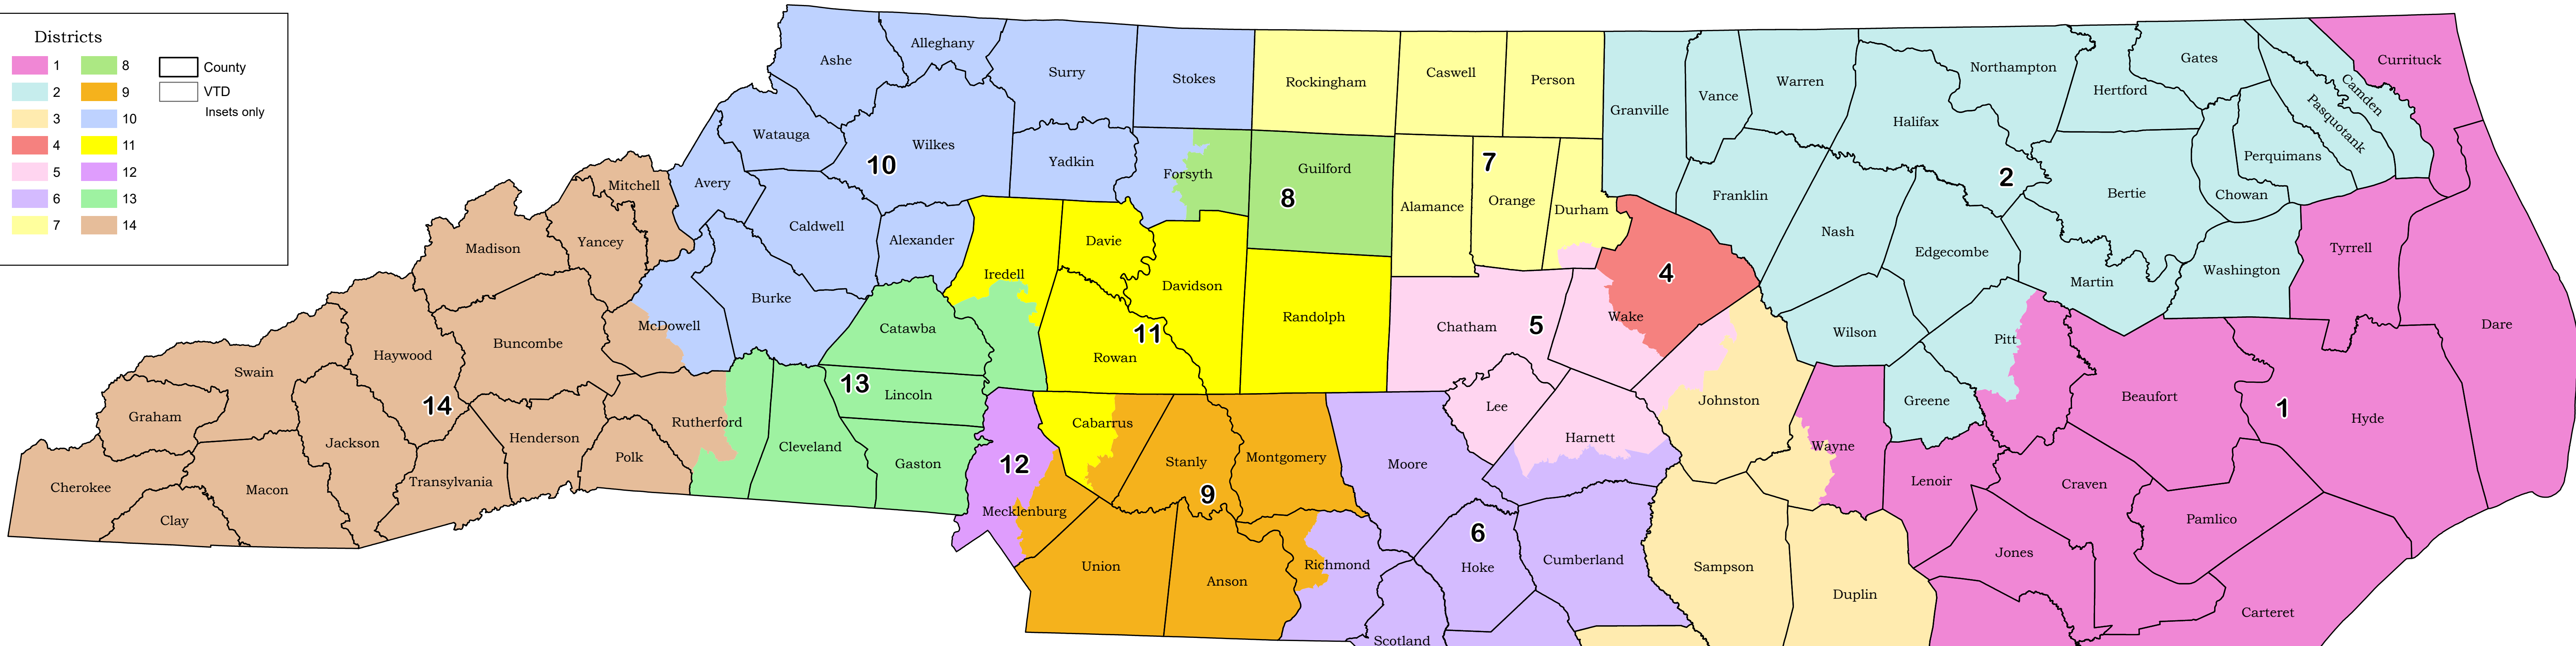 Districts
1 8 County
2 9 VTD
Insets only
3 10
4 11
5 12
6 13
7 14
Ashe
Alleghany
Surry
Stokes
Rockingham
Caswell
Person
Granville
Vance
Warren
Northampton
Halifax
Hertford
Gates
Camden
Pasquotank
Currituck
Perquimans
Chowan
Bertie
2
Watauga
Wilkes
10
Yadkin
Forsyth
Guilford
8
Alamance
7
Orange
Durham
Franklin
Nash
Edgecombe
Martin
Washington
Tyrrell
Dare
Mitchell
Avery
Caldwell
Alexander
Iredell
Davie
Davidson
Randolph
4
Wake
Madison
Yancey
Burke
McDowell
Catawba
Rowan
11
Chatham
5
Wilson
Pitt
Swain
Haywood
Buncombe
Graham
14
Jackson
Henderson
Rutherford
Polk
13
Lincoln
Cleveland
Gaston
Cabarrus
Stanly
Montgomery
Moore
Lee
Harnett
Johnston
Wayne
Greene
Beaufort
1
Hyde
Cherokee
Clay
Macon
Transylvania
12
Mecklenburg
9
Union
Anson
Richmond
6
Hoke
Scotland
Cumberland
Sampson
Duplin
Lenoir
Craven
Pamlico
Jones
Carteret